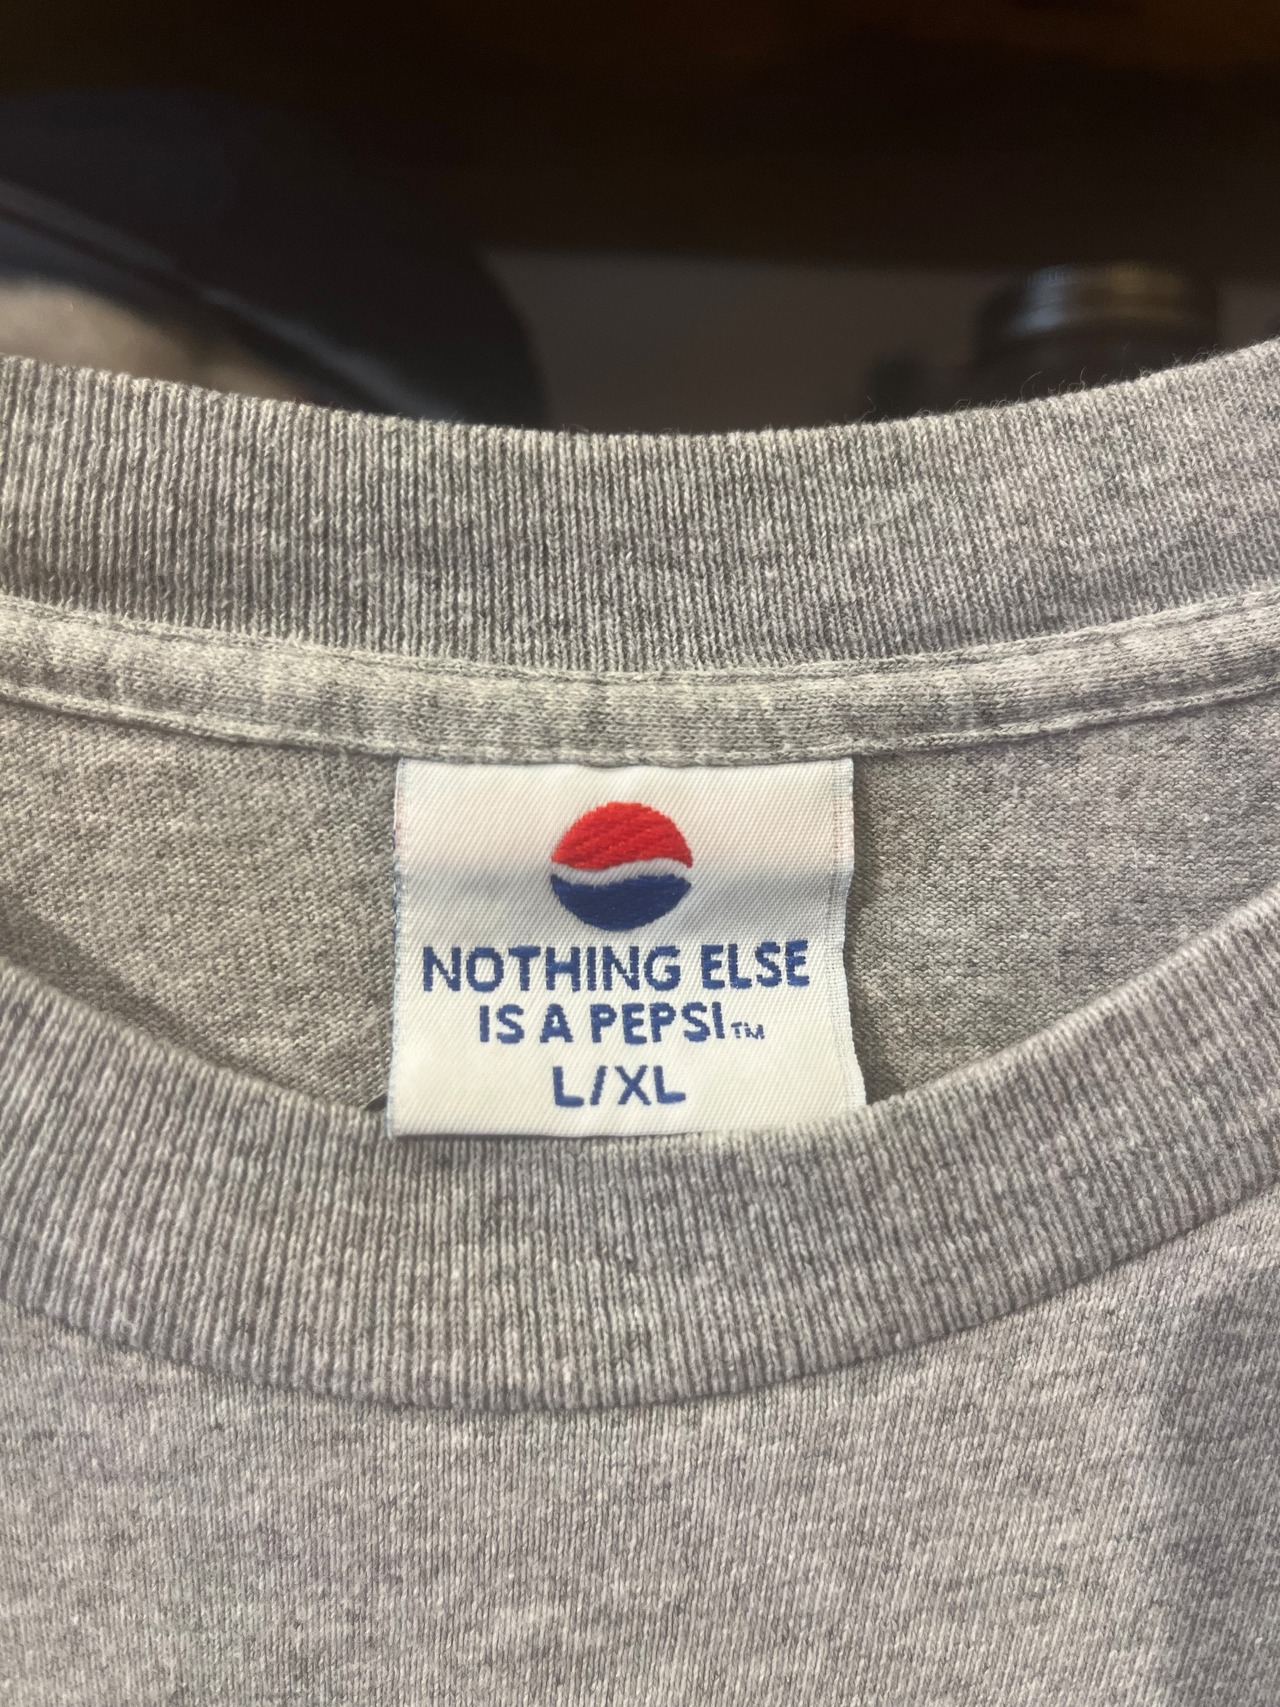 NOTHING ELSE
IS A PEPSI™
L/XL